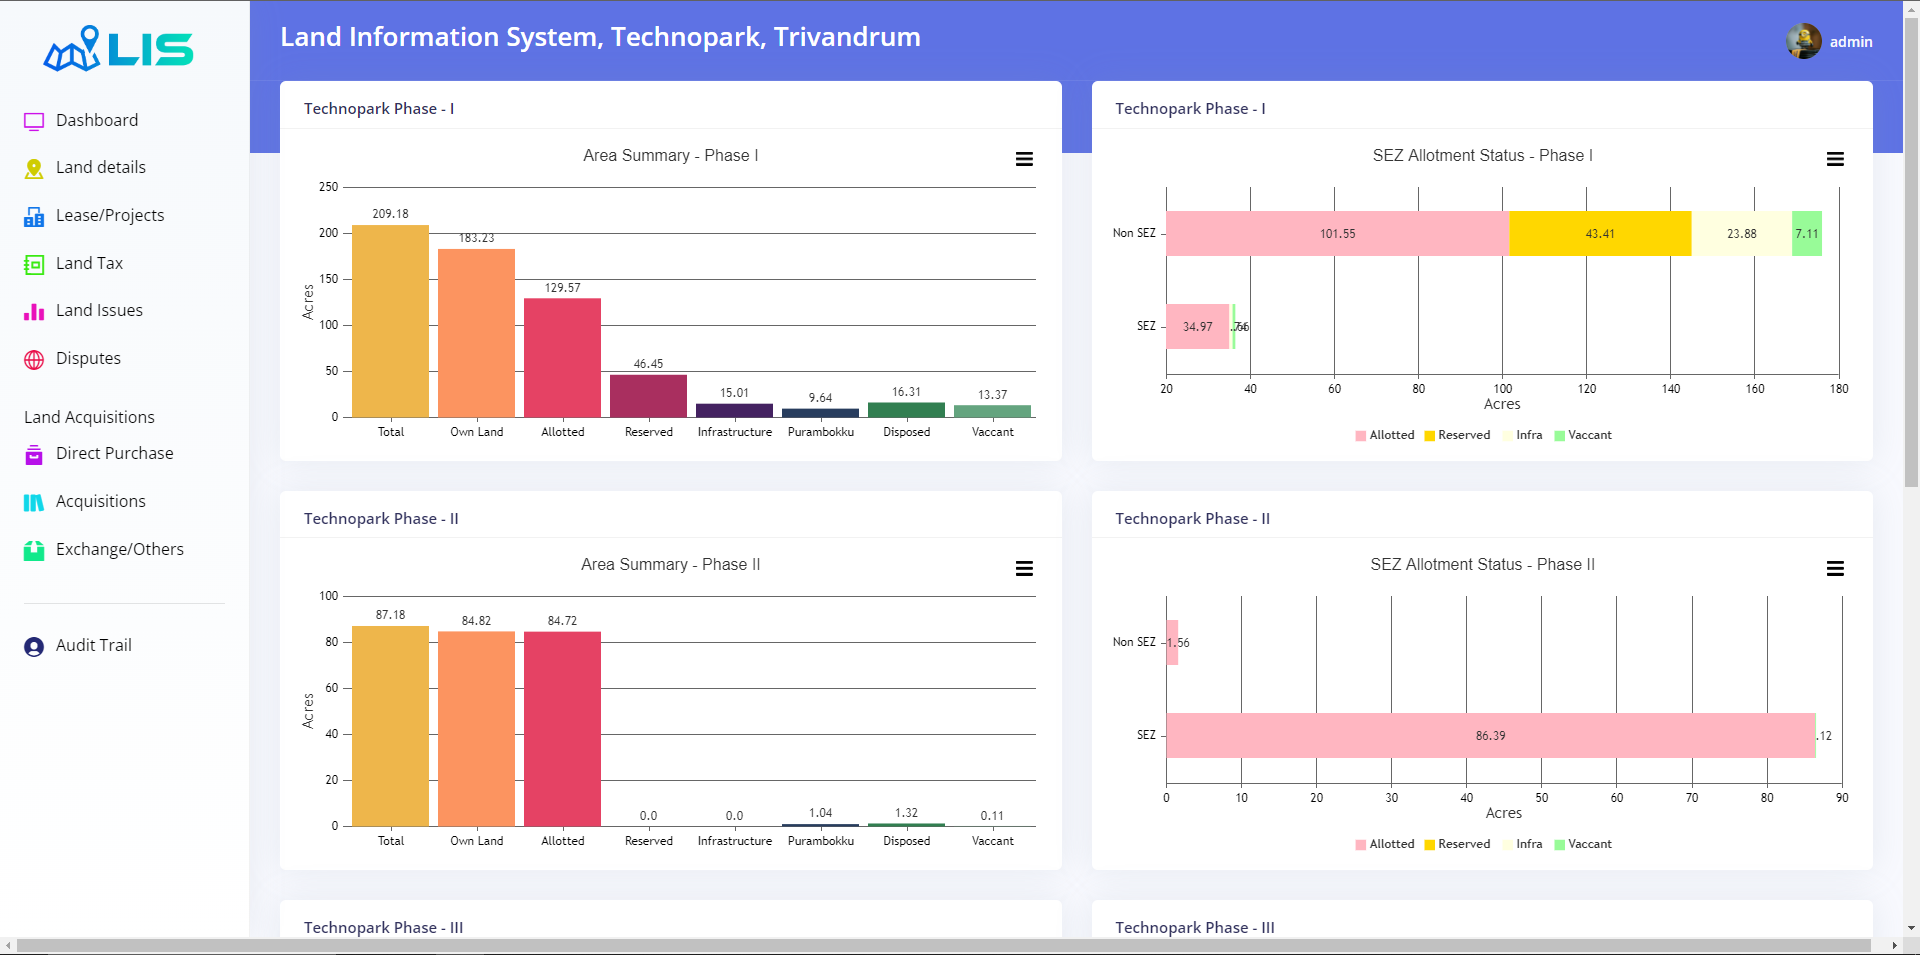 LIS
Land Information System, Technopark, Trivandrum
admin
Dashboard
Land details
Lease/Projects
Land Tax
Land Issues
Disputes
Land Acquisitions
Direct Purchase
Acquisitions
Exchange/Others
Audit Trail
Technopark Phase - I
Area Summary - Phase I
250
200
150
100
50
0
Acres
209.18
183.23
129.57
46.45
15.01
9.64
16.31
13.37
Total Own Land Allotted Reserved Infrastructure Purambokku Disposed Vaccant
Technopark Phase - I
SEZ Allotment Status - Phase I
Non SEZ
101.55 43.41 23.88 7.11
SEZ
34.97
20 40 60 80 100 120 140 160 180
Acres
Allotted Reserved Infra Vaccant
Technopark Phase - II
Area Summary - Phase II
100
80
60
40
20
0
Acres
87.18
84.82
84.72
0.0
0.0
1.04
1.32
0.11
Total Own Land Allotted Reserved Infrastructure Purambokku Disposed Vaccant
Technopark Phase - II
SEZ Allotment Status - Phase II
Non SEZ
1.56
SEZ
86.39 .12
0 10 20 30 40 50 60 70 80 90
Acres
Allotted Reserved Infra Vaccant
Technopark Phase - III
Technopark Phase - III